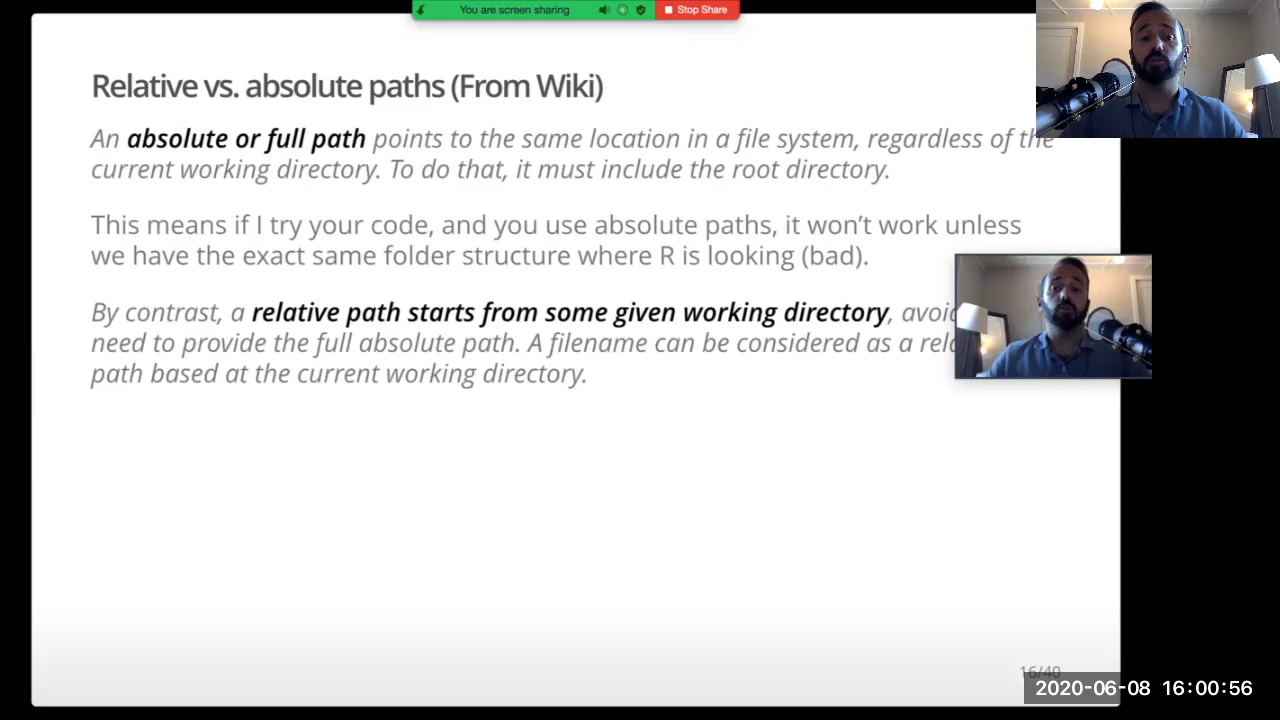 You are screen sharing Stop Share
Relative vs. absolute paths (From Wiki)
An absolute or full path points to the same location in a file system, regardless of the
current working directory. To do that, it must include the root directory.
This means if I try your code, and you use absolute paths, it won’t work unless
we have the exact same folder structure where R is looking (bad).
By contrast, a relative path starts from some given working directory,
need to provide the full absolute path. A filename can be considered as a
path based at the current working directory.
16/40
2020-06-08 16:00:56